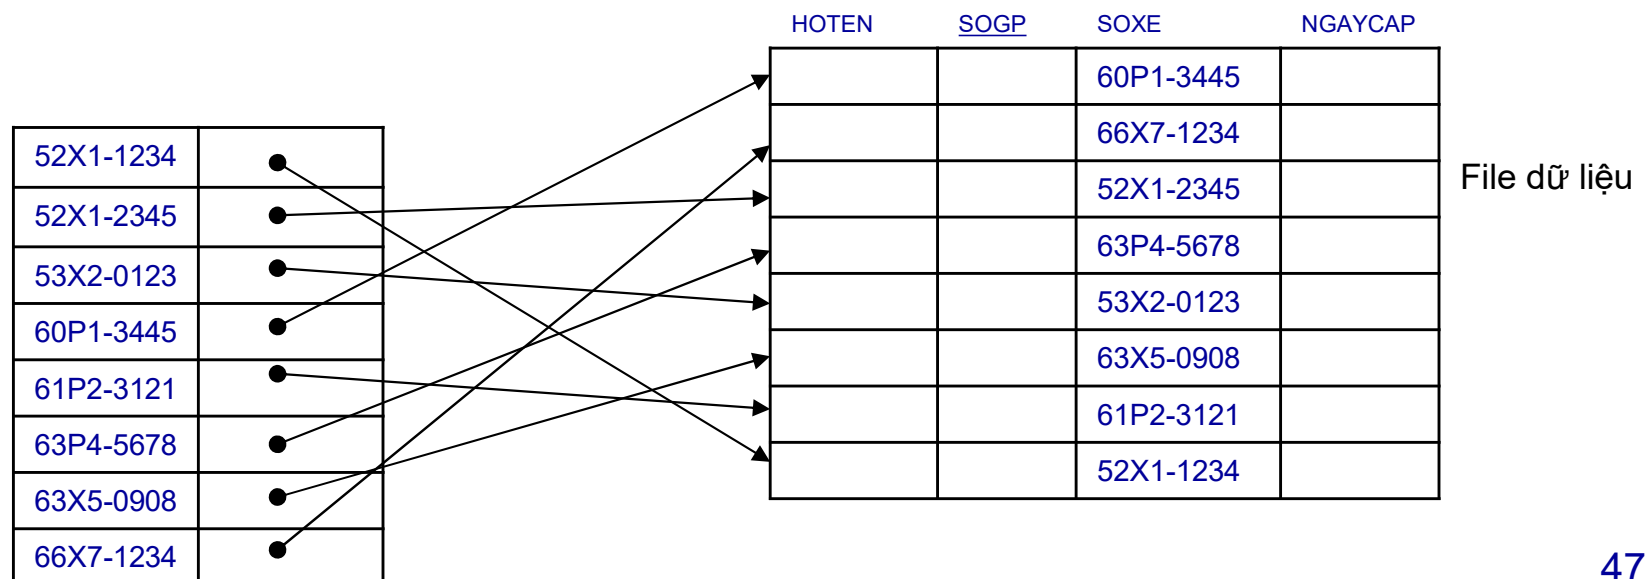 HOTEN SOGP SOXE NGAYCAP
60P1-3445
66X7-1234
52X1-2345
63P4-5678
53X2-0123
63X5-0908
61P2-3121
52X1-1234
File dữ liệu
52X1-1234
52X1-2345
53X2-0123
60P1-3445
61P2-3121
63P4-5678
63X5-0908
66X7-1234
47